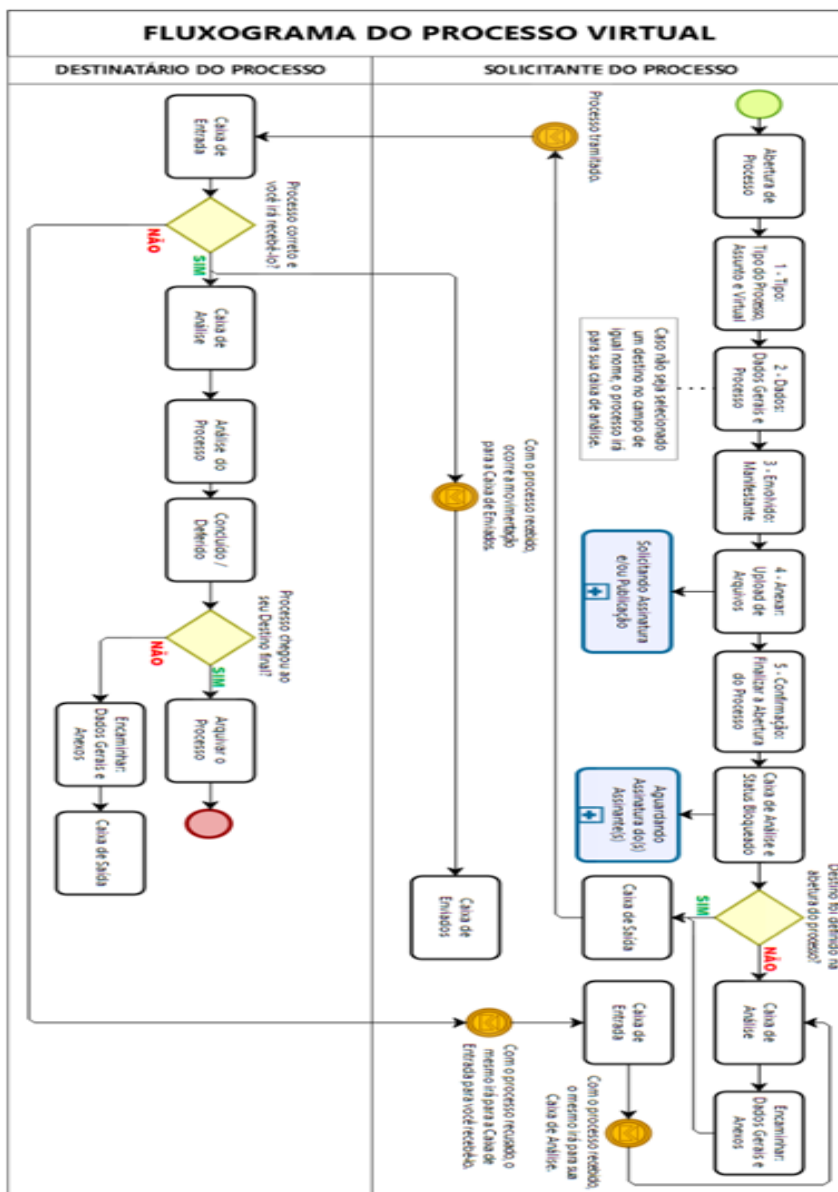 FLUXOGRAMA DO PROCESSO VIRTUAL
SOLICITANTE DO PROCESSO
Abertura de
Processo
1 - Tipo:
Tipo do Processo,
Assunto e Virtual
2 - Dados:
Dados Gerais e
Processo
Caso não seja selecionado
um destino no campo de
igual nome, o processo irá
para sua caixa de análise.
3 - Envolvido:
Manifestante
4 - Anexar:
Upload de
Arquivos
Solicitando Assinatura
e/ou Publicação
5 - Confirmação:
Finalizar a Abertura
do Processo
Caixa de Análise e
Status Bloqueado
Aguardando
Assinatura do(s)
Assinante(s)
Destino foi definido na
abetura do processo?
SIM
NÃO
Caixa de Saída
Caixa de
Análise
Encaminhar:
Dados Gerais e
Anexos
Processo tramitado.
Com o processo recebido,
ocorre a movimentação
para a Caixa de Enviados.
Caixa de
Enviados
Caixa de
Entrada
Com o processo recebido,
o mesmo irá para sua
Caixa de Análise.
Com o processo recusado, o
mesmo irá para a Caixa de
Entrada para você recebê-lo.
DESTINATÁRIO DO PROCESSO
Caixa de
Entrada
Processo correto e
você irá recebê-lo?
SIM
NÃO
Caixa de
Análise
Análise do
Processo
Concluído /
Deferido
Processo chegou ao
seu Destino final?
SIM
NÃO
Arquivar o
Processo
Encaminhar:
Dados Gerais e
Anexos
Caixa de Saída